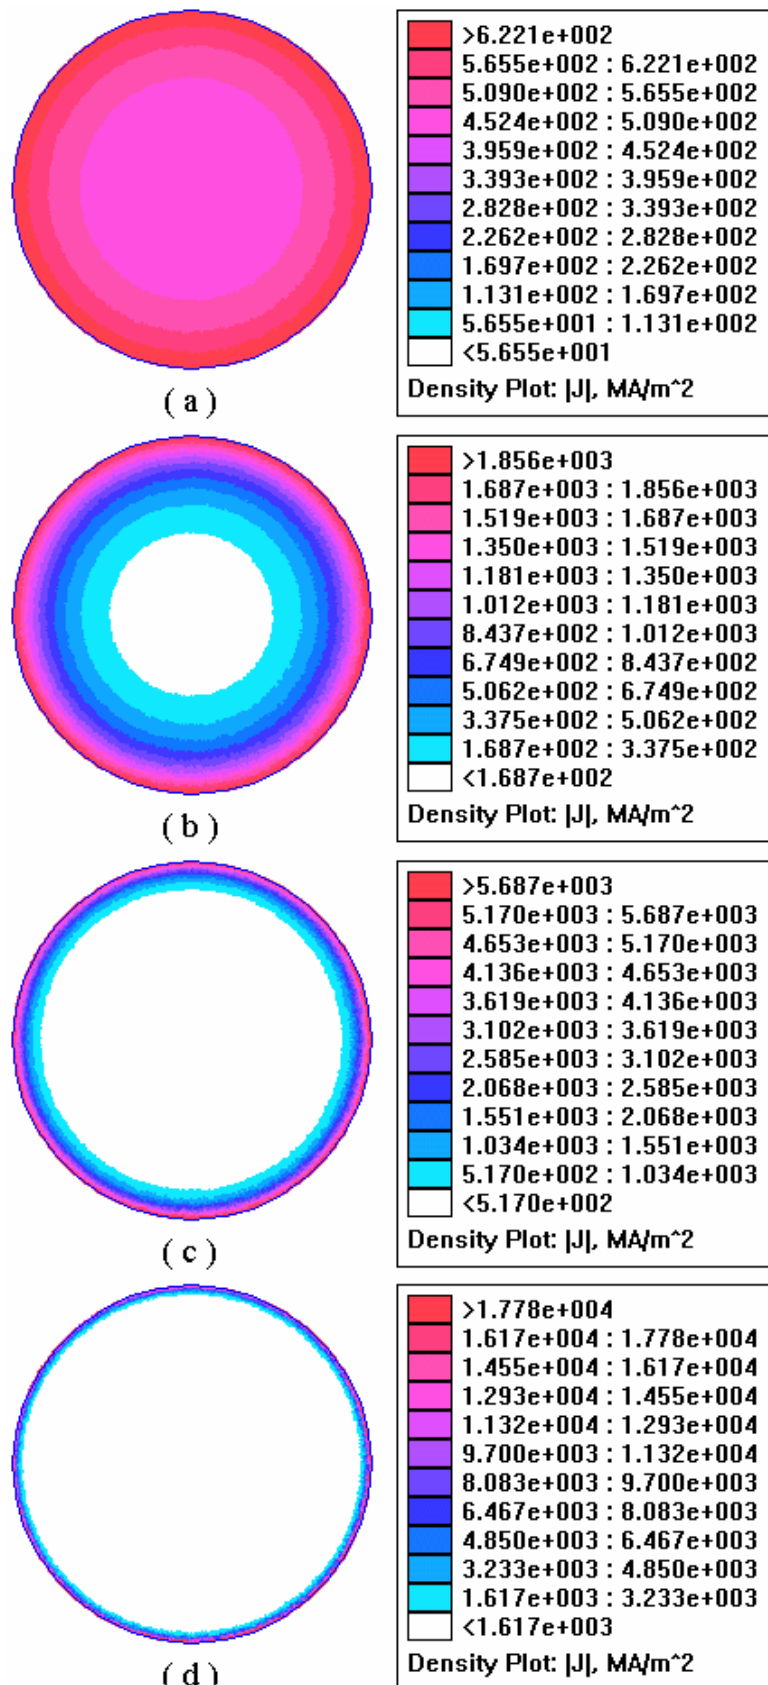 >6.221e+002
5.655e+002 : 6.221e+002
5.090e+002 : 5.655e+002
4.524e+002 : 5.090e+002
3.959e+002 : 4.524e+002
3.393e+002 : 3.959e+002
2.828e+002 : 3.393e+002
2.262e+002 : 2.828e+002
1.697e+002 : 2.262e+002
1.131e+002 : 1.697e+002
5.655e+001 : 1.131e+002
<5.655e+001
Density Plot: |J|, MA/m^2
( a )
>1.856e+003
1.687e+003 : 1.856e+003
1.519e+003 : 1.687e+003
1.350e+003 : 1.519e+003
1.181e+003 : 1.350e+003
1.012e+003 : 1.181e+003
8.437e+002 : 1.012e+003
6.749e+002 : 8.437e+002
5.062e+002 : 6.749e+002
3.375e+002 : 5.062e+002
1.687e+002 : 3.375e+002
<1.687e+002
Density Plot: |J|, MA/m^2
( b )
>5.687e+003
5.170e+003 : 5.687e+003
4.653e+003 : 5.170e+003
4.136e+003 : 4.653e+003
3.619e+003 : 4.136e+003
3.102e+003 : 3.619e+003
2.585e+003 : 3.102e+003
2.068e+003 : 2.585e+003
1.551e+003 : 2.068e+003
1.034e+003 : 1.551e+003
5.170e+002 : 1.034e+003
<5.170e+002
Density Plot: |J|, MA/m^2
( c )
>1.778e+004
1.617e+004 : 1.778e+004
1.455e+004 : 1.617e+004
1.293e+004 : 1.455e+004
1.132e+004 : 1.293e+004
9.700e+003 : 1.132e+004
8.083e+003 : 9.700e+003
6.467e+003 : 8.083e+003
4.850e+003 : 6.467e+003
3.233e+003 : 4.850e+003
1.617e+003 : 3.233e+003
<1.617e+003
Density Plot: |J|, MA/m^2
( d )